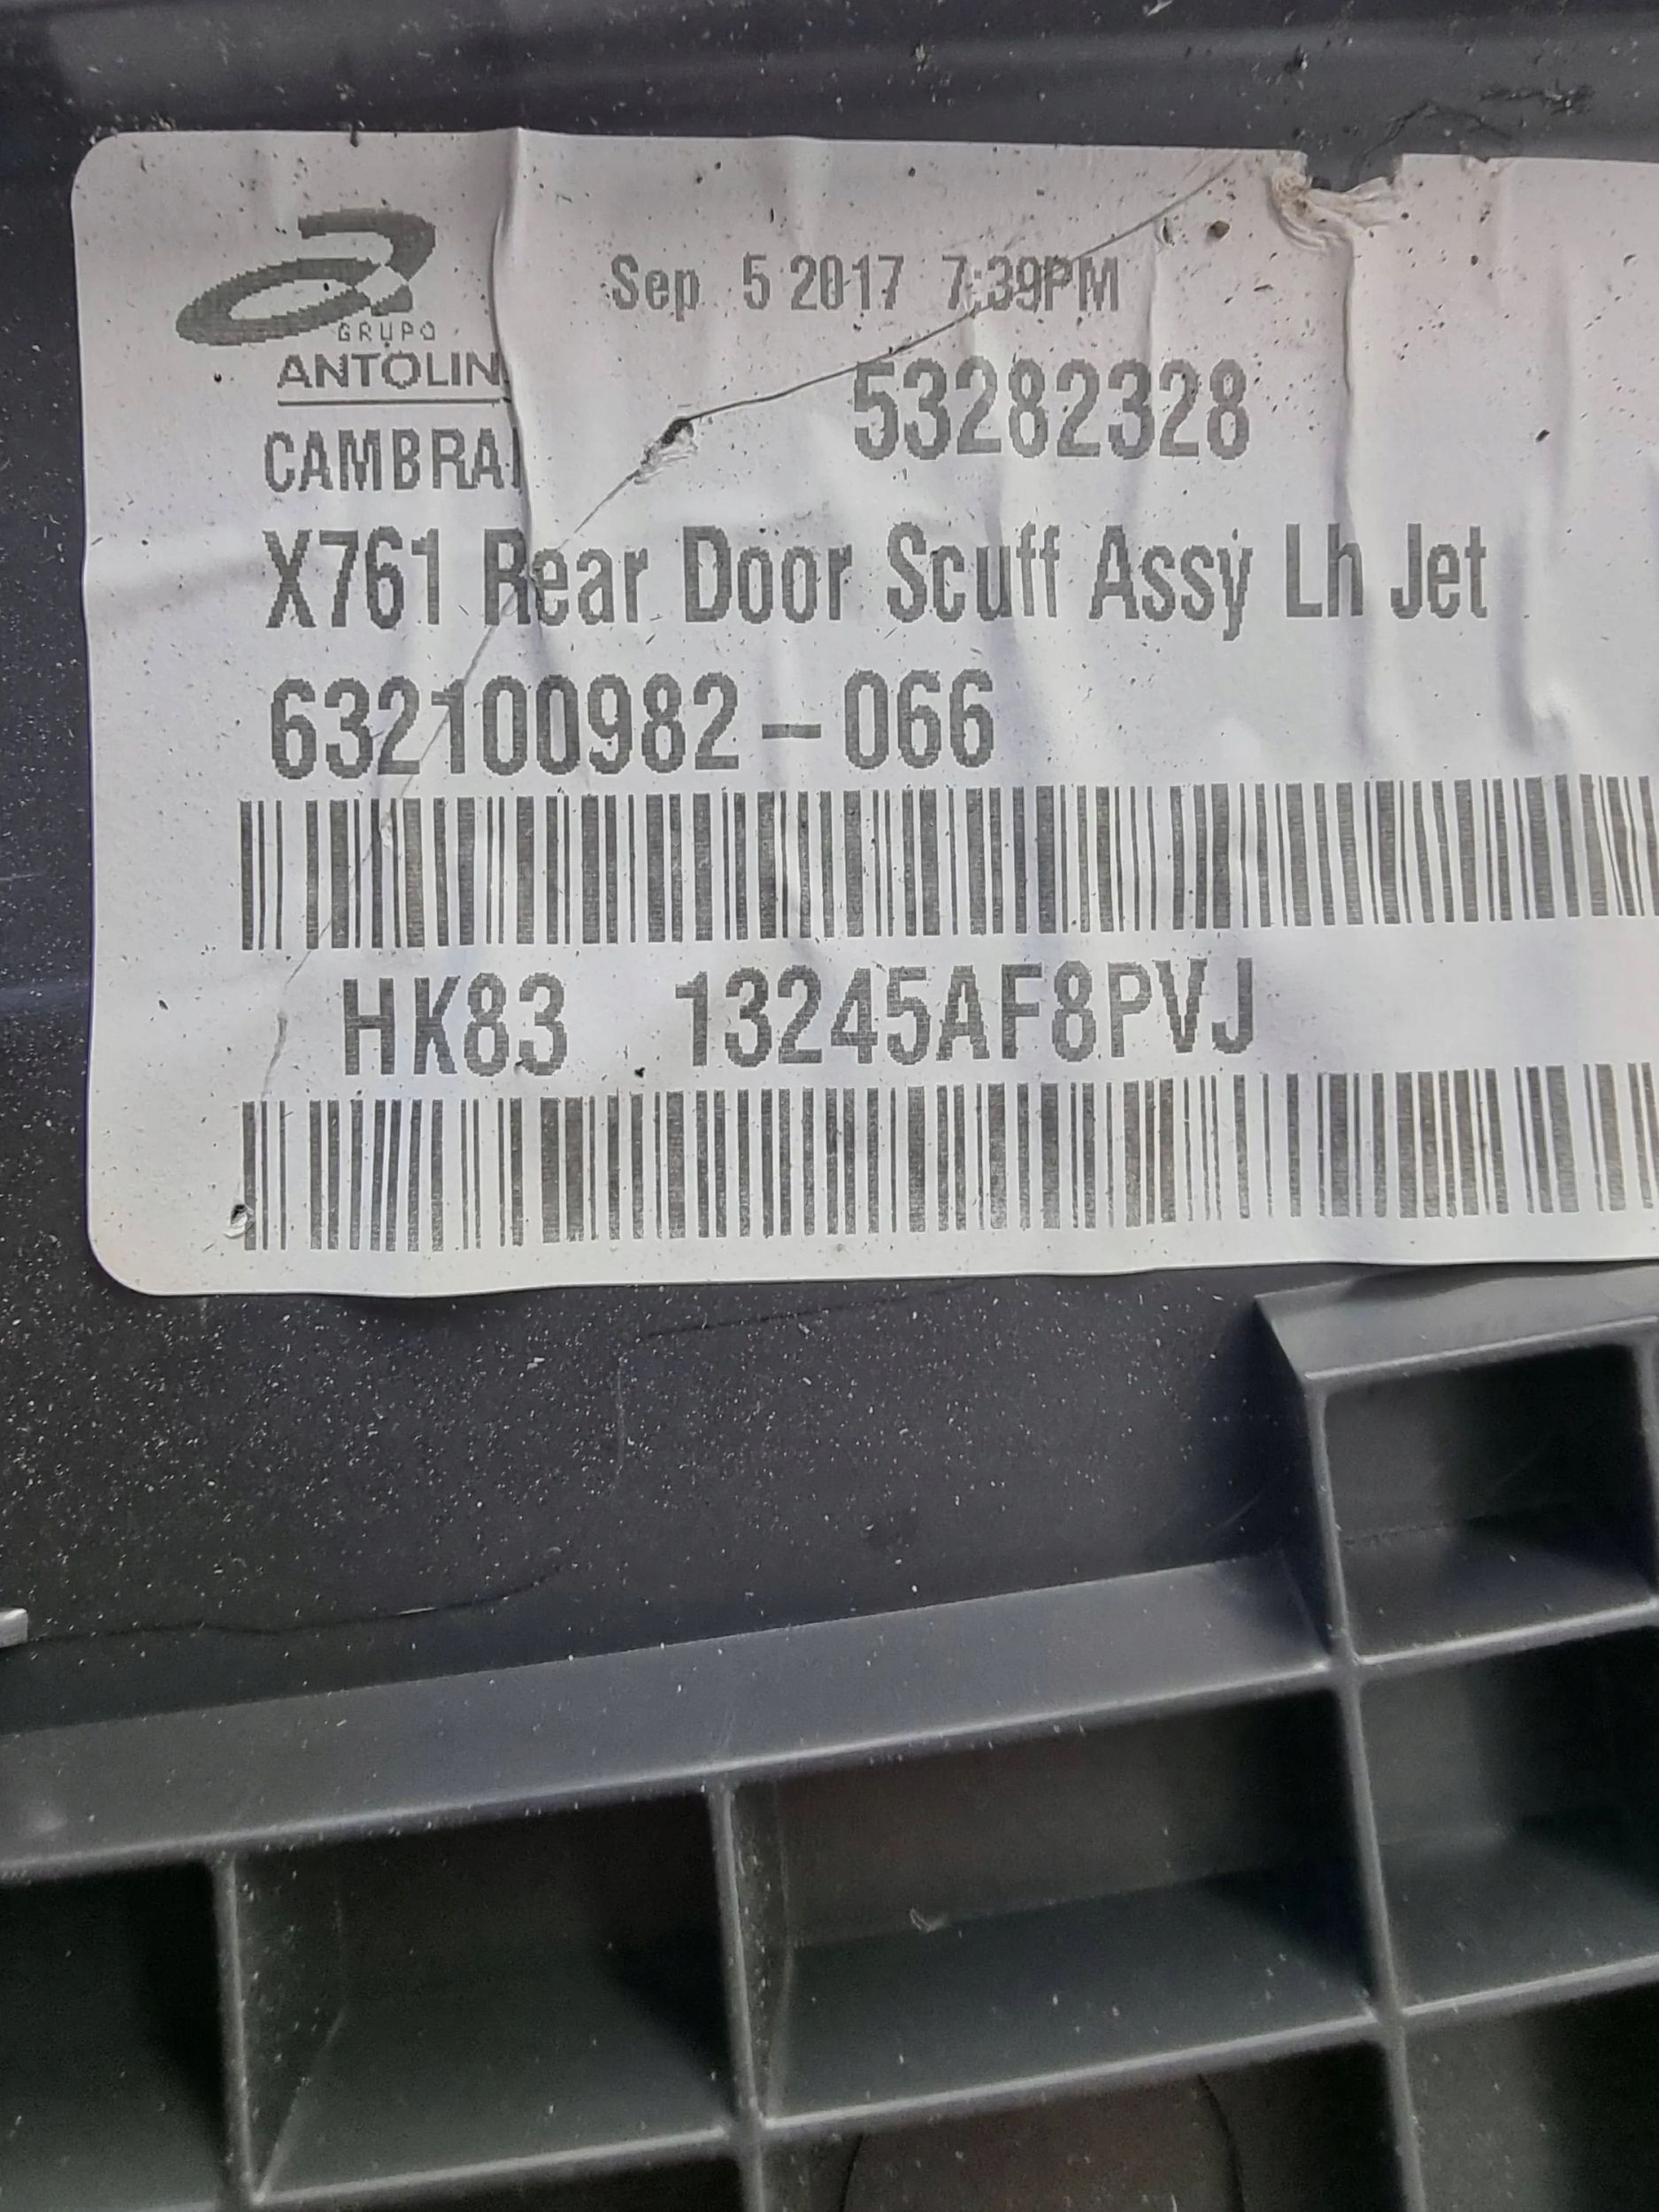 Sep 5 2017 7:39PM
GRUPO
ANTOLIN
53282328
CAMBRAI
X761 Rear Door Scuff Assy Lh Jet
632100982-066
HK83 13245AF8PVJ